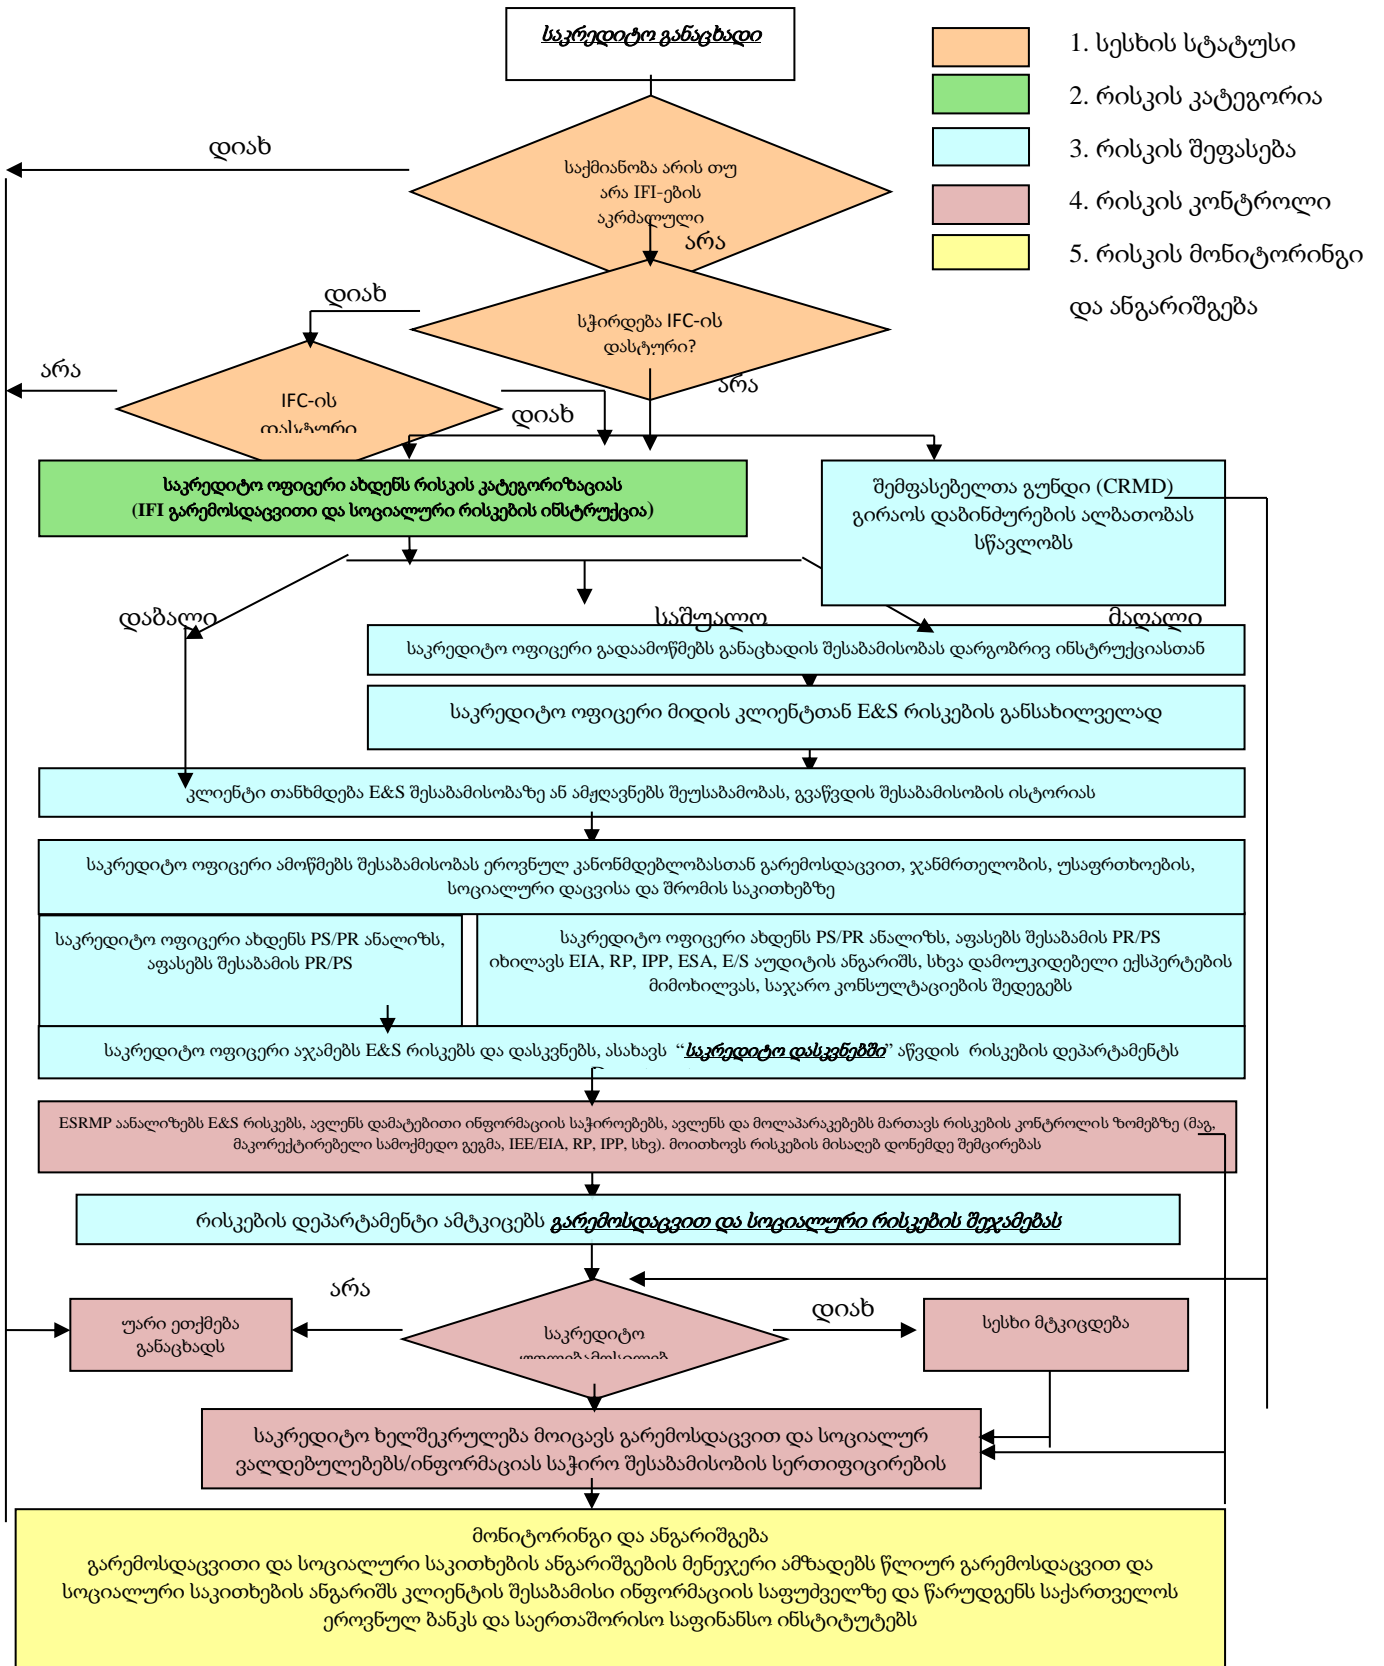 საკრედიტო განაცხადი
1. სესხის სტატუსი
2. რისკის კატეგორია
3. რისკის შეფასება
4. რისკის კონტროლი
5. რისკის მონიტორინგი
და ანგარიშგება
დიახ
საქმიანობა არის თუ
არა IFI-ების
აკრძალული
არა
დიახ
სჭირდება IFC-ის
დასტური?
არა
არა
IFC-ის
დასტური
დიახ
საკრედიტო ოფიცერი ახდენს რისკის კატეგორიზაციას
(IFI გარემოსდაცვითი და სოციალური რისკების ინსტრუქცია)
შემფასებელთა გუნდი (CRMD)
გირაოს დაბინძურების ალბათობას
სწავლობს
დაბალი
საშუალო
მაღალი
საკრედიტო ოფიცერი გადაამოწმებს განაცხადის შესაბამისობას დარგობრივ ინსტრუქციასთან
საკრედიტო ოფიცერი მიდის კლიენტთან E&S რისკების განსახილველად
კლიენტი თანხმდება E&S შესაბამისობაზე ან ამჟღავნებს შეუსაბამობას, გვაწვდის შესაბამისობის ისტორიას
საკრედიტო ოფიცერი ამოწმებს შესაბამისობას ეროვნულ კანონმდებლობასთან გარემოსდაცვით, ჯანმრთელობის, უსაფრთხოების,
სოციალური დაცვისა და შრომის საკითხებზე
საკრედიტო ოფიცერი ახდენს PS/PR ანალიზს,
აფასებს შესაბამის PR/PS
საკრედიტო ოფიცერი ახდენს PS/PR ანალიზს, აფასებს შესაბამის PR/PS
იხილავს EIA, RP, IPP, ESA, E/S აუდიტის ანგარიშს, სხვა დამოუკიდებელი ექსპერტების
მიმოხილვას, საჯარო კონსულტაციების შედეგებს
საკრედიტო ოფიცერი აჯამებს E&S რისკებს და დასკვნებს, ასახავს “საკრედიტო დასკვნებში” აწვდის რისკების დეპარტამენტს
ESRMP აანალიზებს E&S რისკებს, ავლენს დამატებითი ინფორმაციის საჭიროებებს, ავლენს და მოლაპარაკებებს მართავს რისკების კონტროლის ზომებზე (მაგ,
მაკორექტირებელი სამოქმედო გეგმა, IEE/EIA, RP, IPP, სხვ). მოითხოვს რისკების მისაღებ დონემდე შემცირებას
რისკების დეპარტამენტი ამტკიცებს გარემოსდაცვით და სოციალური რისკების შეჯამებას
არა
უარი ეთქმება
განაცხადს
საკრედიტო
დიახ
სესხი მტკიცდება
საკრედიტო ხელშეკრულება მოიცავს გარემოსდაცვით და სოციალურ
ვალდებულებებს/ინფორმაციას საჭირო შესაბამისობის სერთიფიცირების
მონიტორინგი და ანგარიშგება
გარემოსდაცვითი და სოციალური საკითხების ანგარიშგების მენეჯერი ამზადებს წლიურ გარემოსდაცვით და
სოციალური საკითხების ანგარიშს კლიენტის შესაბამისი ინფორმაციის საფუძველზე და წარუდგენს საქართველოს
ეროვნულ ბანკს და საერთაშორისო საფინანსო ინსტიტუტებს